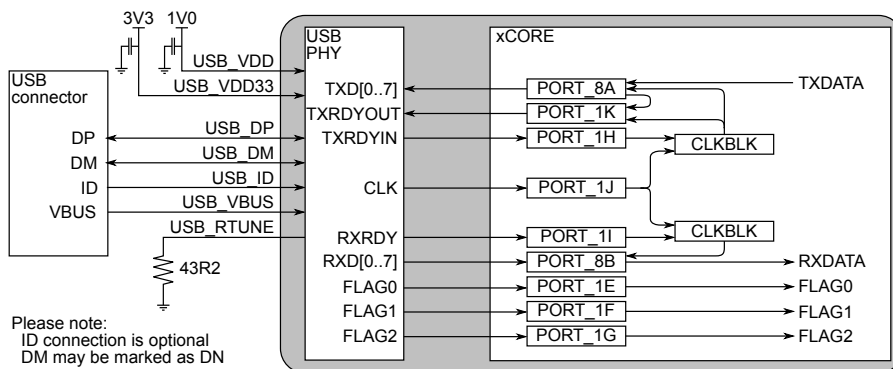 3V3 1V0
USB
PHY
xCORE
USB_VDD
USB
connector
USB_VDD33
TXD[0..7]
PORT_8A
TXDATA
TXRDYOUT
PORT_1K
DP
USB_DP
TXRDYIN
PORT_1H
CLKBLK
DM
USB_DM
ID
USB_ID
CLK
PORT_1J
VBUS
USB_VBUS
USB_RTUNE
RXRDY
PORT_1I
CLKBLK
43R2
RXD[0..7]
PORT_8B
RXDATA
FLAG0
PORT_1E
FLAG0
FLAG1
PORT_1F
FLAG1
FLAG2
PORT_1G
FLAG2
Please note:
ID connection is optional
DM may be marked as DN